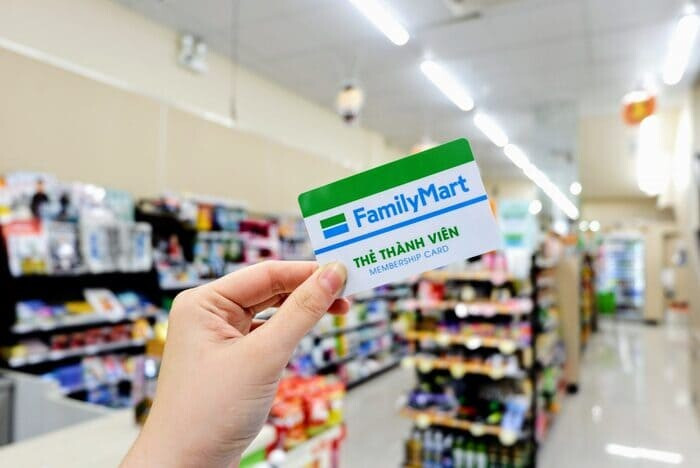 FamilyMart
THẺ THÀNH VIÊN
MEMBERSHIP CARD